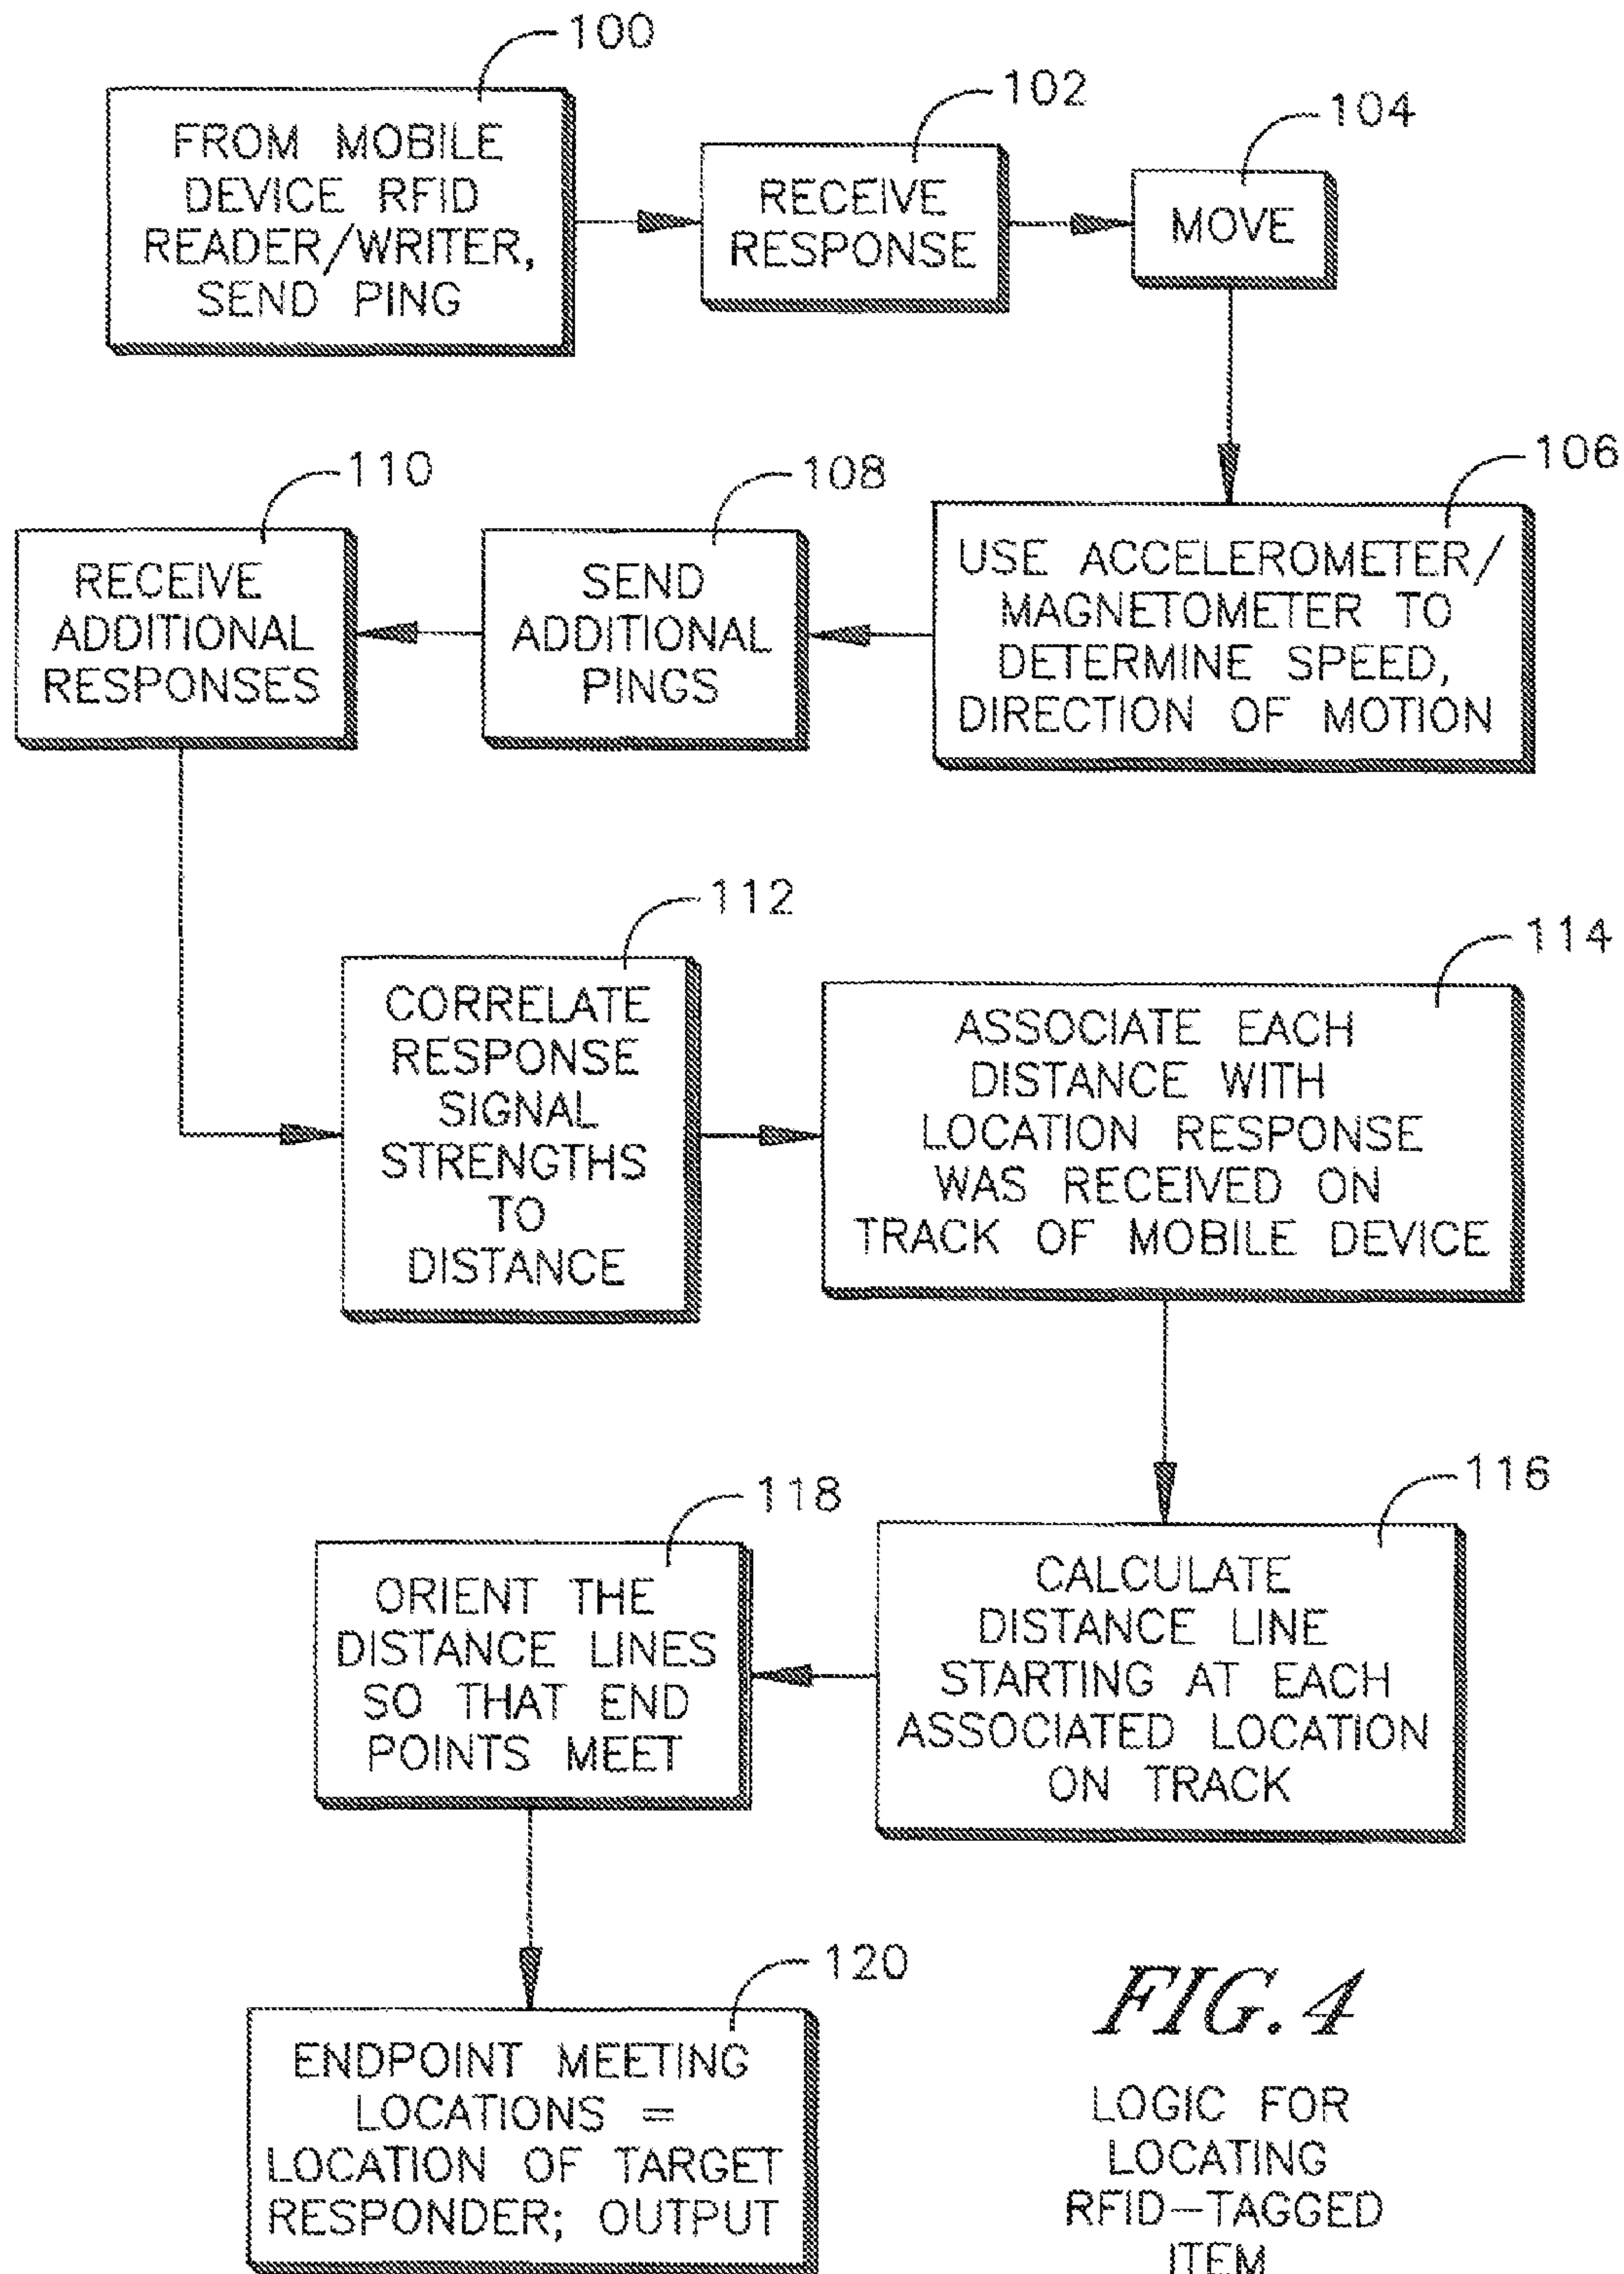 100
FROM MOBILE
DEVICE RFID
READER/WRITER,
SEND PING
102
RECEIVE
RESPONSE
104
MOVE
106
USE ACCELEROMETER/
MAGNETOMETER TO
DETERMINE SPEED,
DIRECTION OF MOTION
108
SEND
ADDITIONAL
PINGS
110
RECEIVE
ADDITIONAL
RESPONSES
112
CORRELATE
RESPONSE
SIGNAL
STRENGTHS
TO
DISTANCE
114
ASSOCIATE EACH
DISTANCE WITH
LOCATION RESPONSE
WAS RECEIVED ON
TRACK OF MOBILE DEVICE
116
CALCULATE
DISTANCE LINE
STARTING AT EACH
ASSOCIATED LOCATION
ON TRACK
118
ORIENT THE
DISTANCE LINES
SO THAT END
POINTS MEET
120
ENDPOINT MEETING
LOCATIONS =
LOCATION OF TARGET
RESPONDER; OUTPUT
FIG. 4
LOGIC FOR
LOCATING
RFID-TAGGED
ITEM